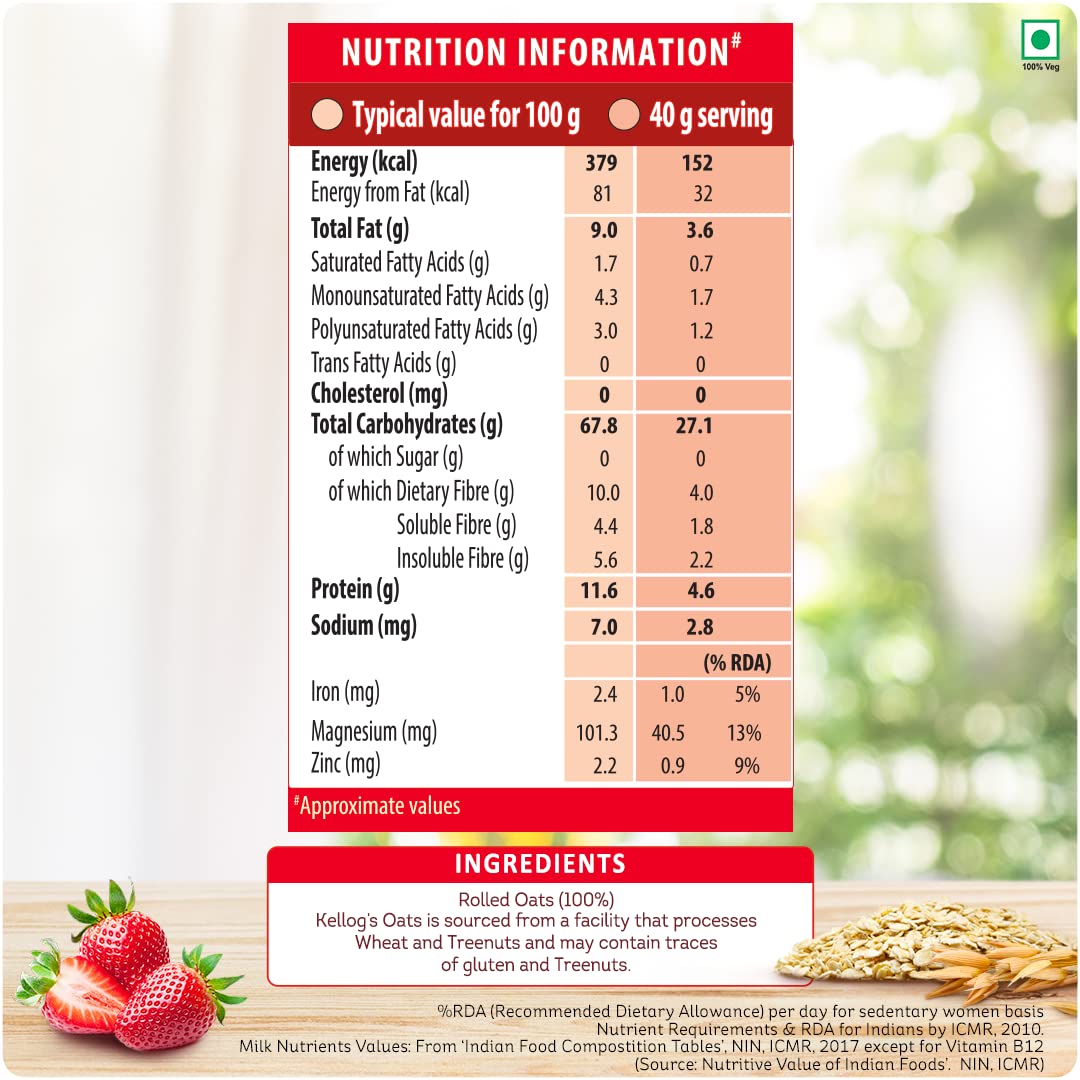 NUTRITION INFORMATION#
100% Veg
Typical value for 100 g 40 g serving
Energy (kcal) 379 152
Energy from Fat (kcal) 81 32
Total Fat (g) 9.0 3.6
Saturated Fatty Acids (g) 1.7 0.7
Monounsaturated Fatty Acids (g) 4.3 1.7
Polyunsaturated Fatty Acids (g) 3.0 1.2
Trans Fatty Acids (g) 0 0
Cholesterol (mg) 0 0
Total Carbohydrates (g) 67.8 27.1
of which Sugar (g) 0 0
of which Dietary Fibre (g) 10.0 4.0
Soluble Fibre (g) 4.4 1.8
Insoluble Fibre (g) 5.6 2.2
Protein (g) 11.6 4.6
Sodium (mg) 7.0 2.8
(% RDA)
Iron (mg) 2.4 1.0 5%
Magnesium (mg) 101.3 40.5 13%
Zinc (mg) 2.2 0.9 9%
#Approximate values
INGREDIENTS
Rolled Oats (100%)
Kellog's Oats is sourced from a facility that processes
Wheat and Treenuts and may contain traces
of gluten and Treenuts.
%RDA (Recommended Dietary Allowance) per day for sedentary women basis
Nutrient Requirements & RDA for Indians by ICMR, 2010.
Milk Nutrients Values: From 'Indian Food Compostition Tables', NIN, ICMR, 2017 except for Vitamin B12
(Source: Nutritive Value of Indian Foods'. NIN, ICMR)